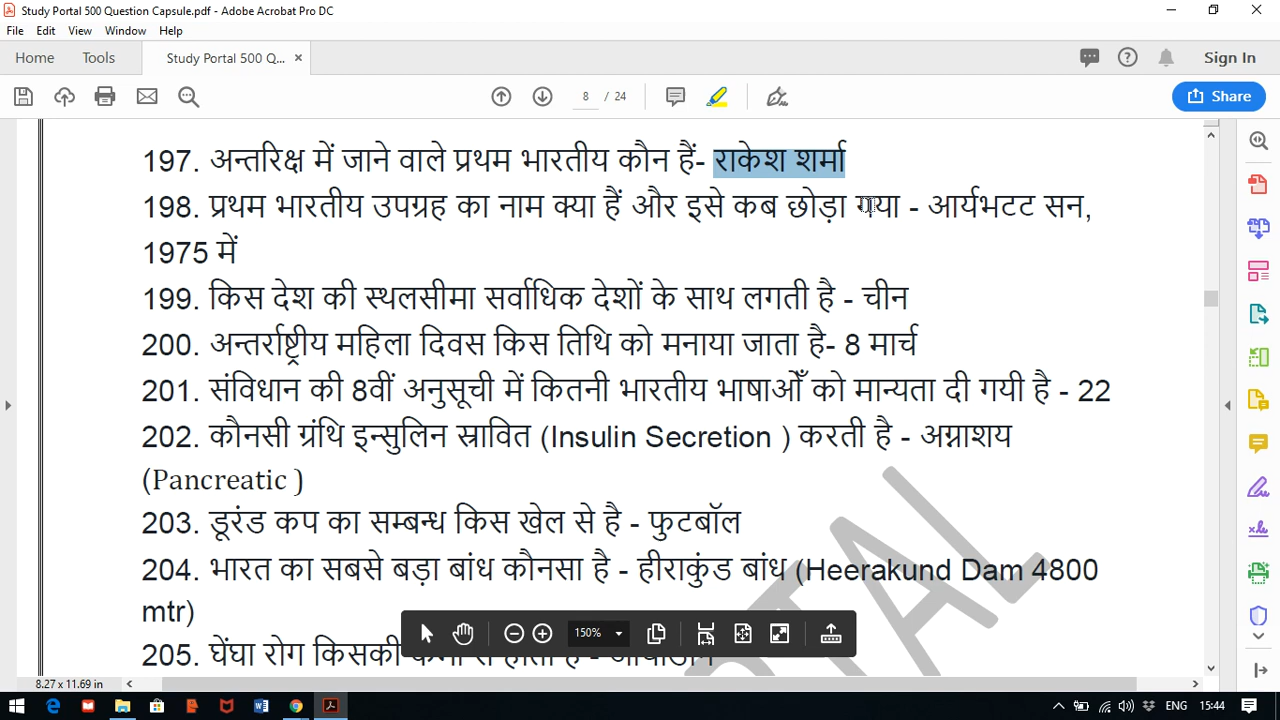 Study Portal 500 Question Capsule.pdf - Adobe Acrobat Pro DC
File Edit View Window Help
Home Tools Study Portal 500 Q... × Sign In
8 / 24 Share
197. अन्तरिक्ष में जाने वाले प्रथम भारतीय कौन हैं- राकेश शर्मा
198. प्रथम भारतीय उपग्रह का नाम क्या हैं और इसे कब छोड़ा गया - आर्यभटट सन,
1975 में
199. किस देश की स्थलसीमा सर्वाधिक देशों के साथ लगती है - चीन
200. अन्तर्राष्ट्रीय महिला दिवस किस तिथि को मनाया जाता है- 8 मार्च
201. संविधान की 8वीं अनुसूची में कितनी भारतीय भाषाओँ को मान्यता दी गयी है - 22
202. कौनसी ग्रंथि इन्सुलिन स्रावित (Insulin Secretion ) करती है - अग्नाशय
(Pancreatic )
203. डूरंड कप का सम्बन्ध किस खेल से है - फुटबॉल
204. भारत का सबसे बड़ा बांध कौनसा है - हीराकुंड बांध (Heerakund Dam 4800
mtr)
150%
205. घेंघा रोग किसकी
8.27 x 11.69 in
ENG 15:44